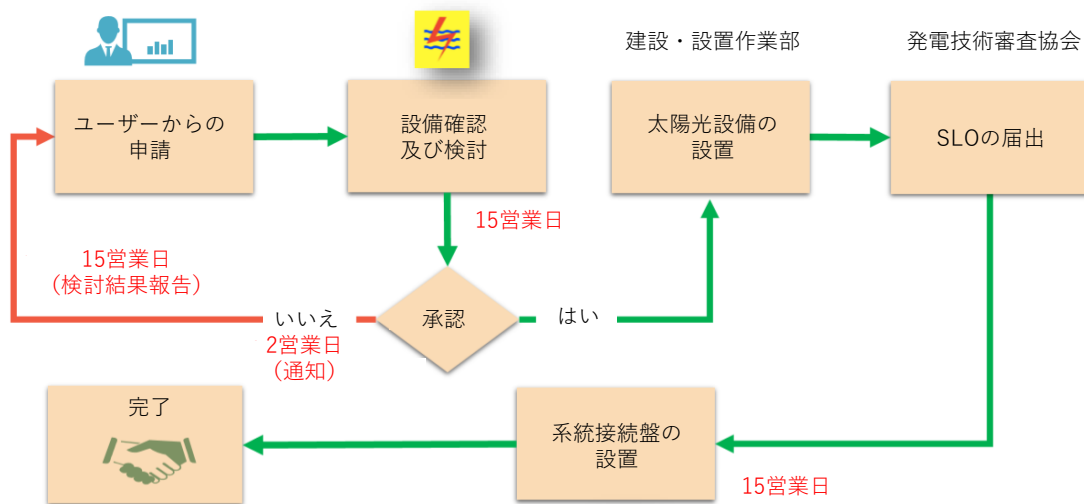 建設・設置作業部
発電技術審査協会
ユーザーからの
申請
設備確認
及び検討
太陽光設備の
設置
SLOの届出
15営業日
15営業日
（検討結果報告）
いいえ
2営業日
（通知）
承認
はい
完了
系統接続盤の
設置
15営業日